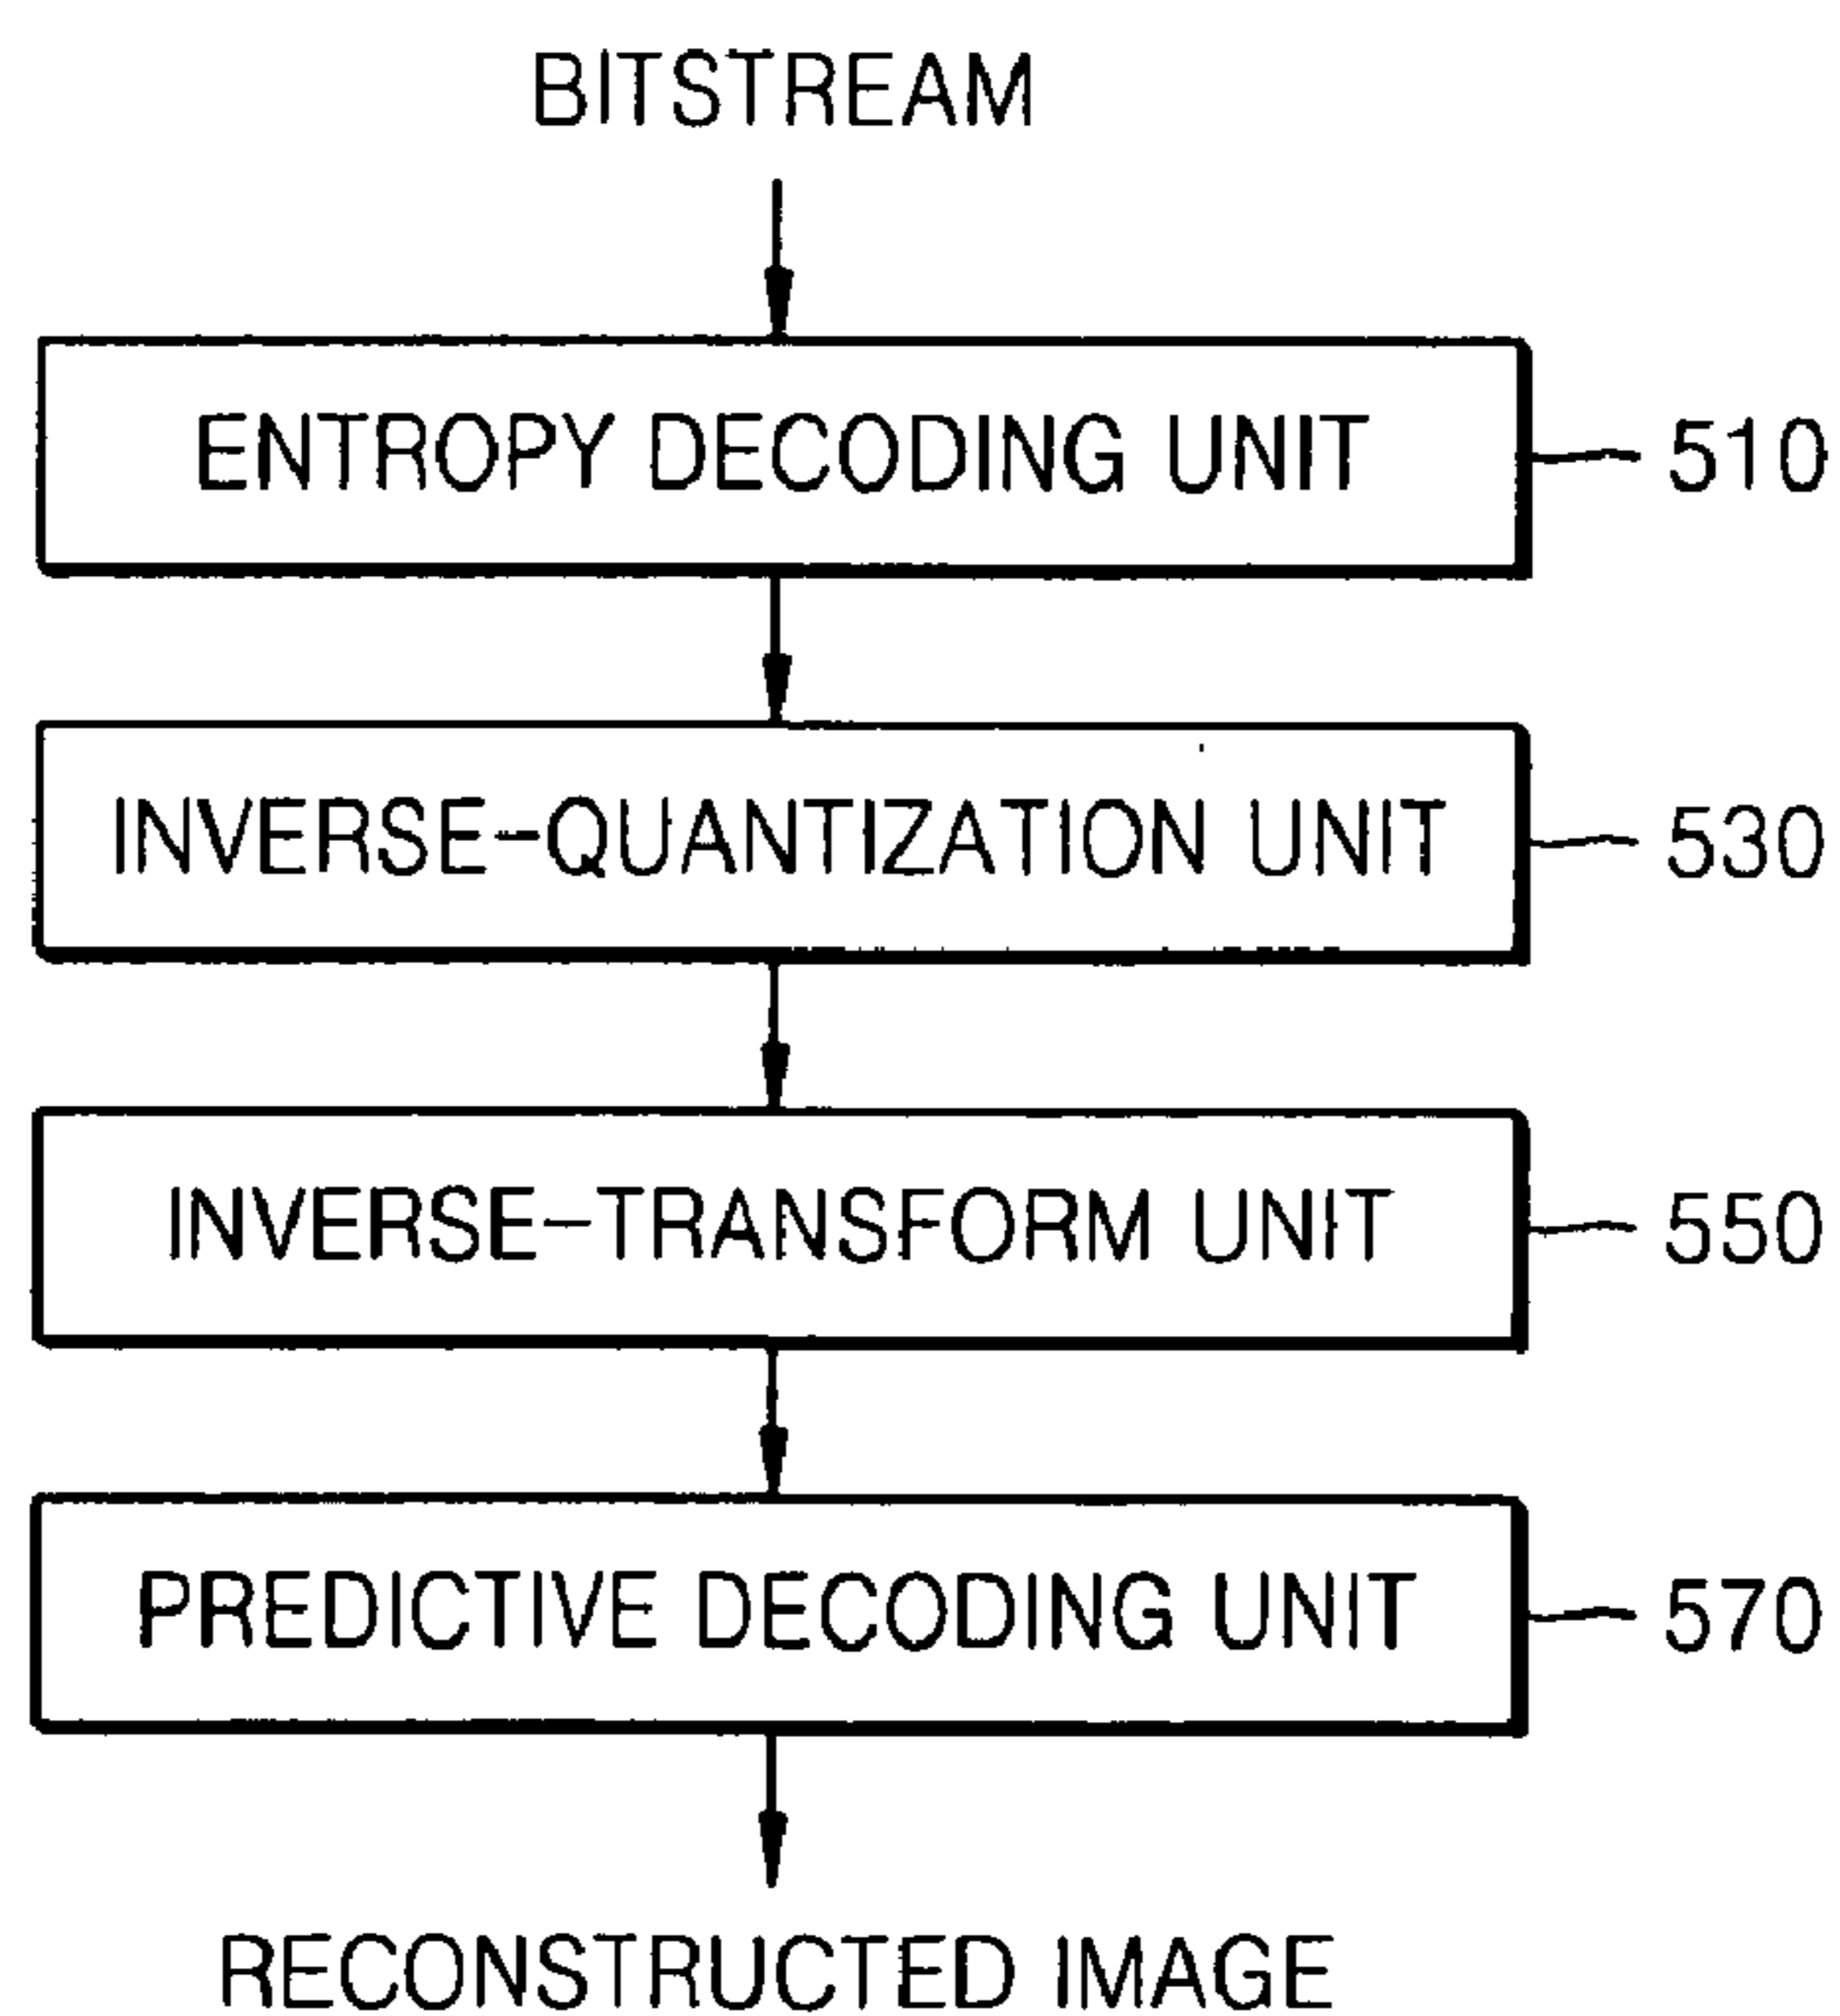 BITSTREAM
ENTROPY DECODING UNIT
510
INVERSE-QUANTIZATION UNIT
530
INVERSE-TRANSFORM UNIT
550
PREDICTIVE DECODING UNIT
570
RECONSTRUCTED IMAGE